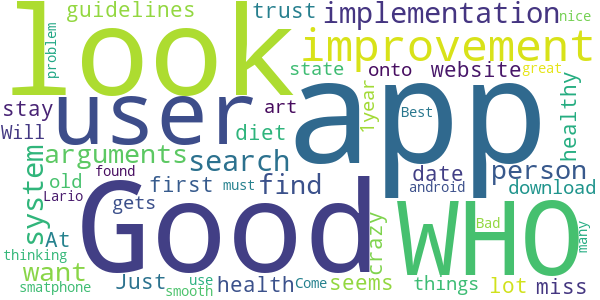 guidelines trust implementation nice
problem look improvement
state onto website
stay user art app 1year great
Will diet Best healthy
arguments search person
system found first find date
old Lario must android download
At gets Good WHO
want crazy Bad many
thinking Just health seems things lot miss
smatphone use smooth Come